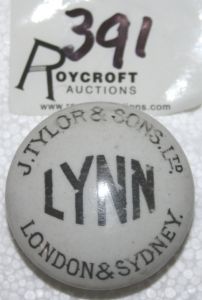 391
ROYCROFT
AUCTIONS
J. TYLOR & SONS. LTD
LYNN
LONDON & SYDNEY.